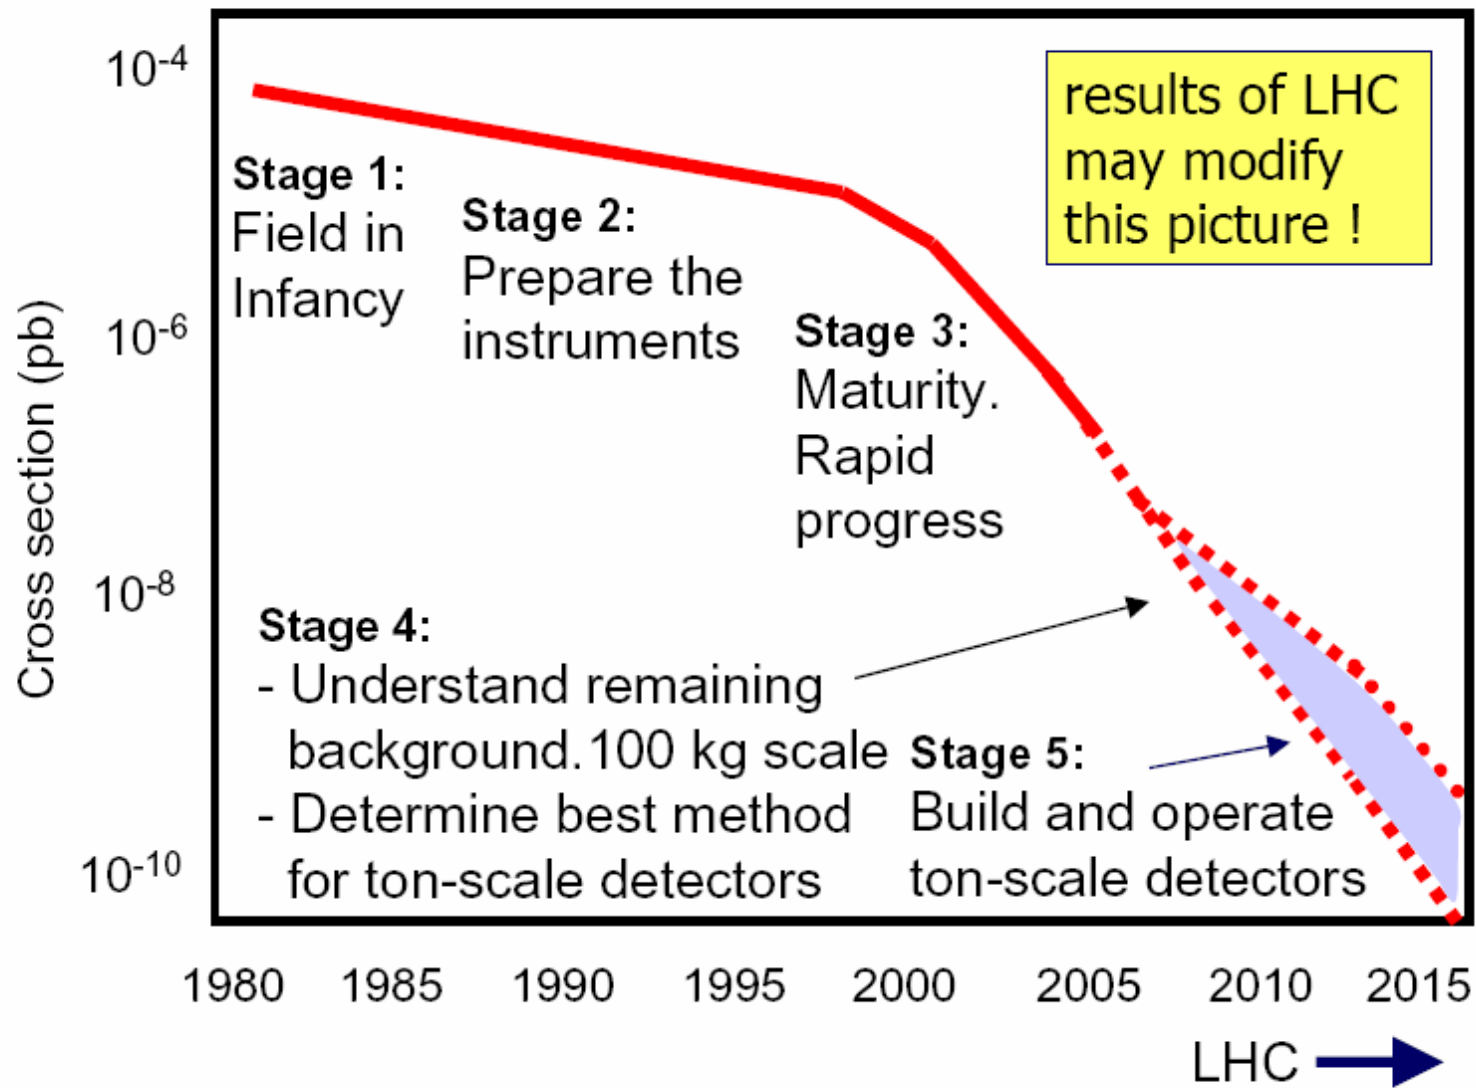 10-4
results of LHC
may modify
this picture !
Stage 1:
Field in
Infancy
Stage 2:
Prepare the
instruments
10-6
Stage 3:
Maturity.
Rapid
progress
Cross section (pb)
10-8
Stage 4:
- Understand remaining
background.100 kg scale
- Determine best method
for ton-scale detectors
Stage 5:
Build and operate
ton-scale detectors
10-10
1980 1985 1990 1995 2000 2005 2010 2015
LHC